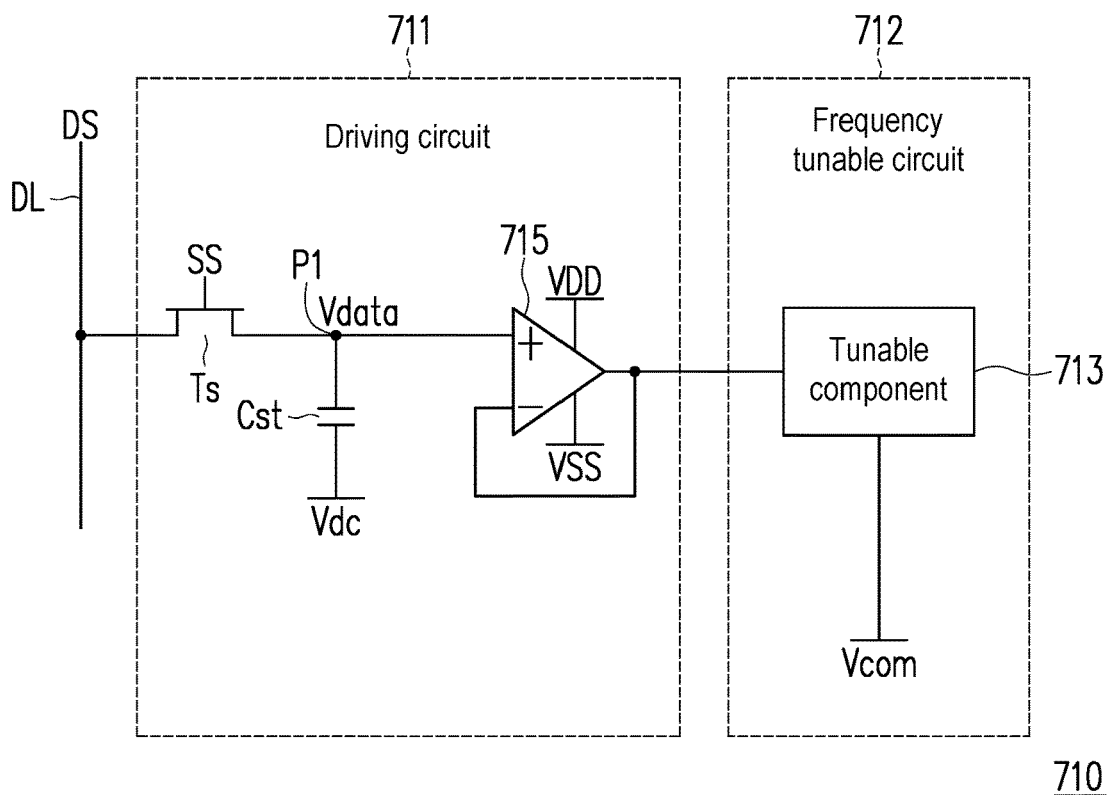 711
712
DS
Driving circuit
Frequency
tunable circuit
DL
SS
P1
Vdata
715
VDD
+
Ts
Cst
−
VSS
Vdc
Tunable
component
713
Vcom
710